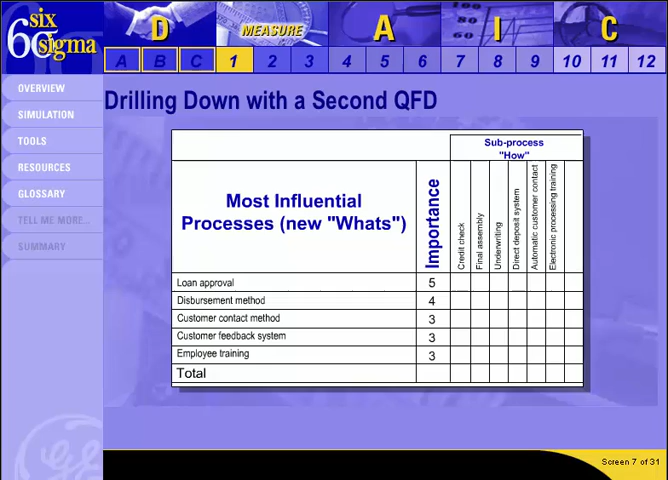 six
6σ sigma
D
MEASURE
A
I
C
A B C 1 2 3 4 5 6 7 8 9 10 11 12
OVERVIEW
SIMULATION
TOOLS
RESOURCES
GLOSSARY
TELL ME MORE...
SUMMARY
Drilling Down with a Second QFD
Sub-process
"How"
Most Influential
Processes (new "Whats")
Importance
Credit check
Final assembly
Underwriting
Direct deposit system
Automatic customer contact
Electronic processing training
Loan approval 5
Disbursement method 4
Customer contact method 3
Customer feedback system 3
Employee training 3
Total
Screen 7 of 31